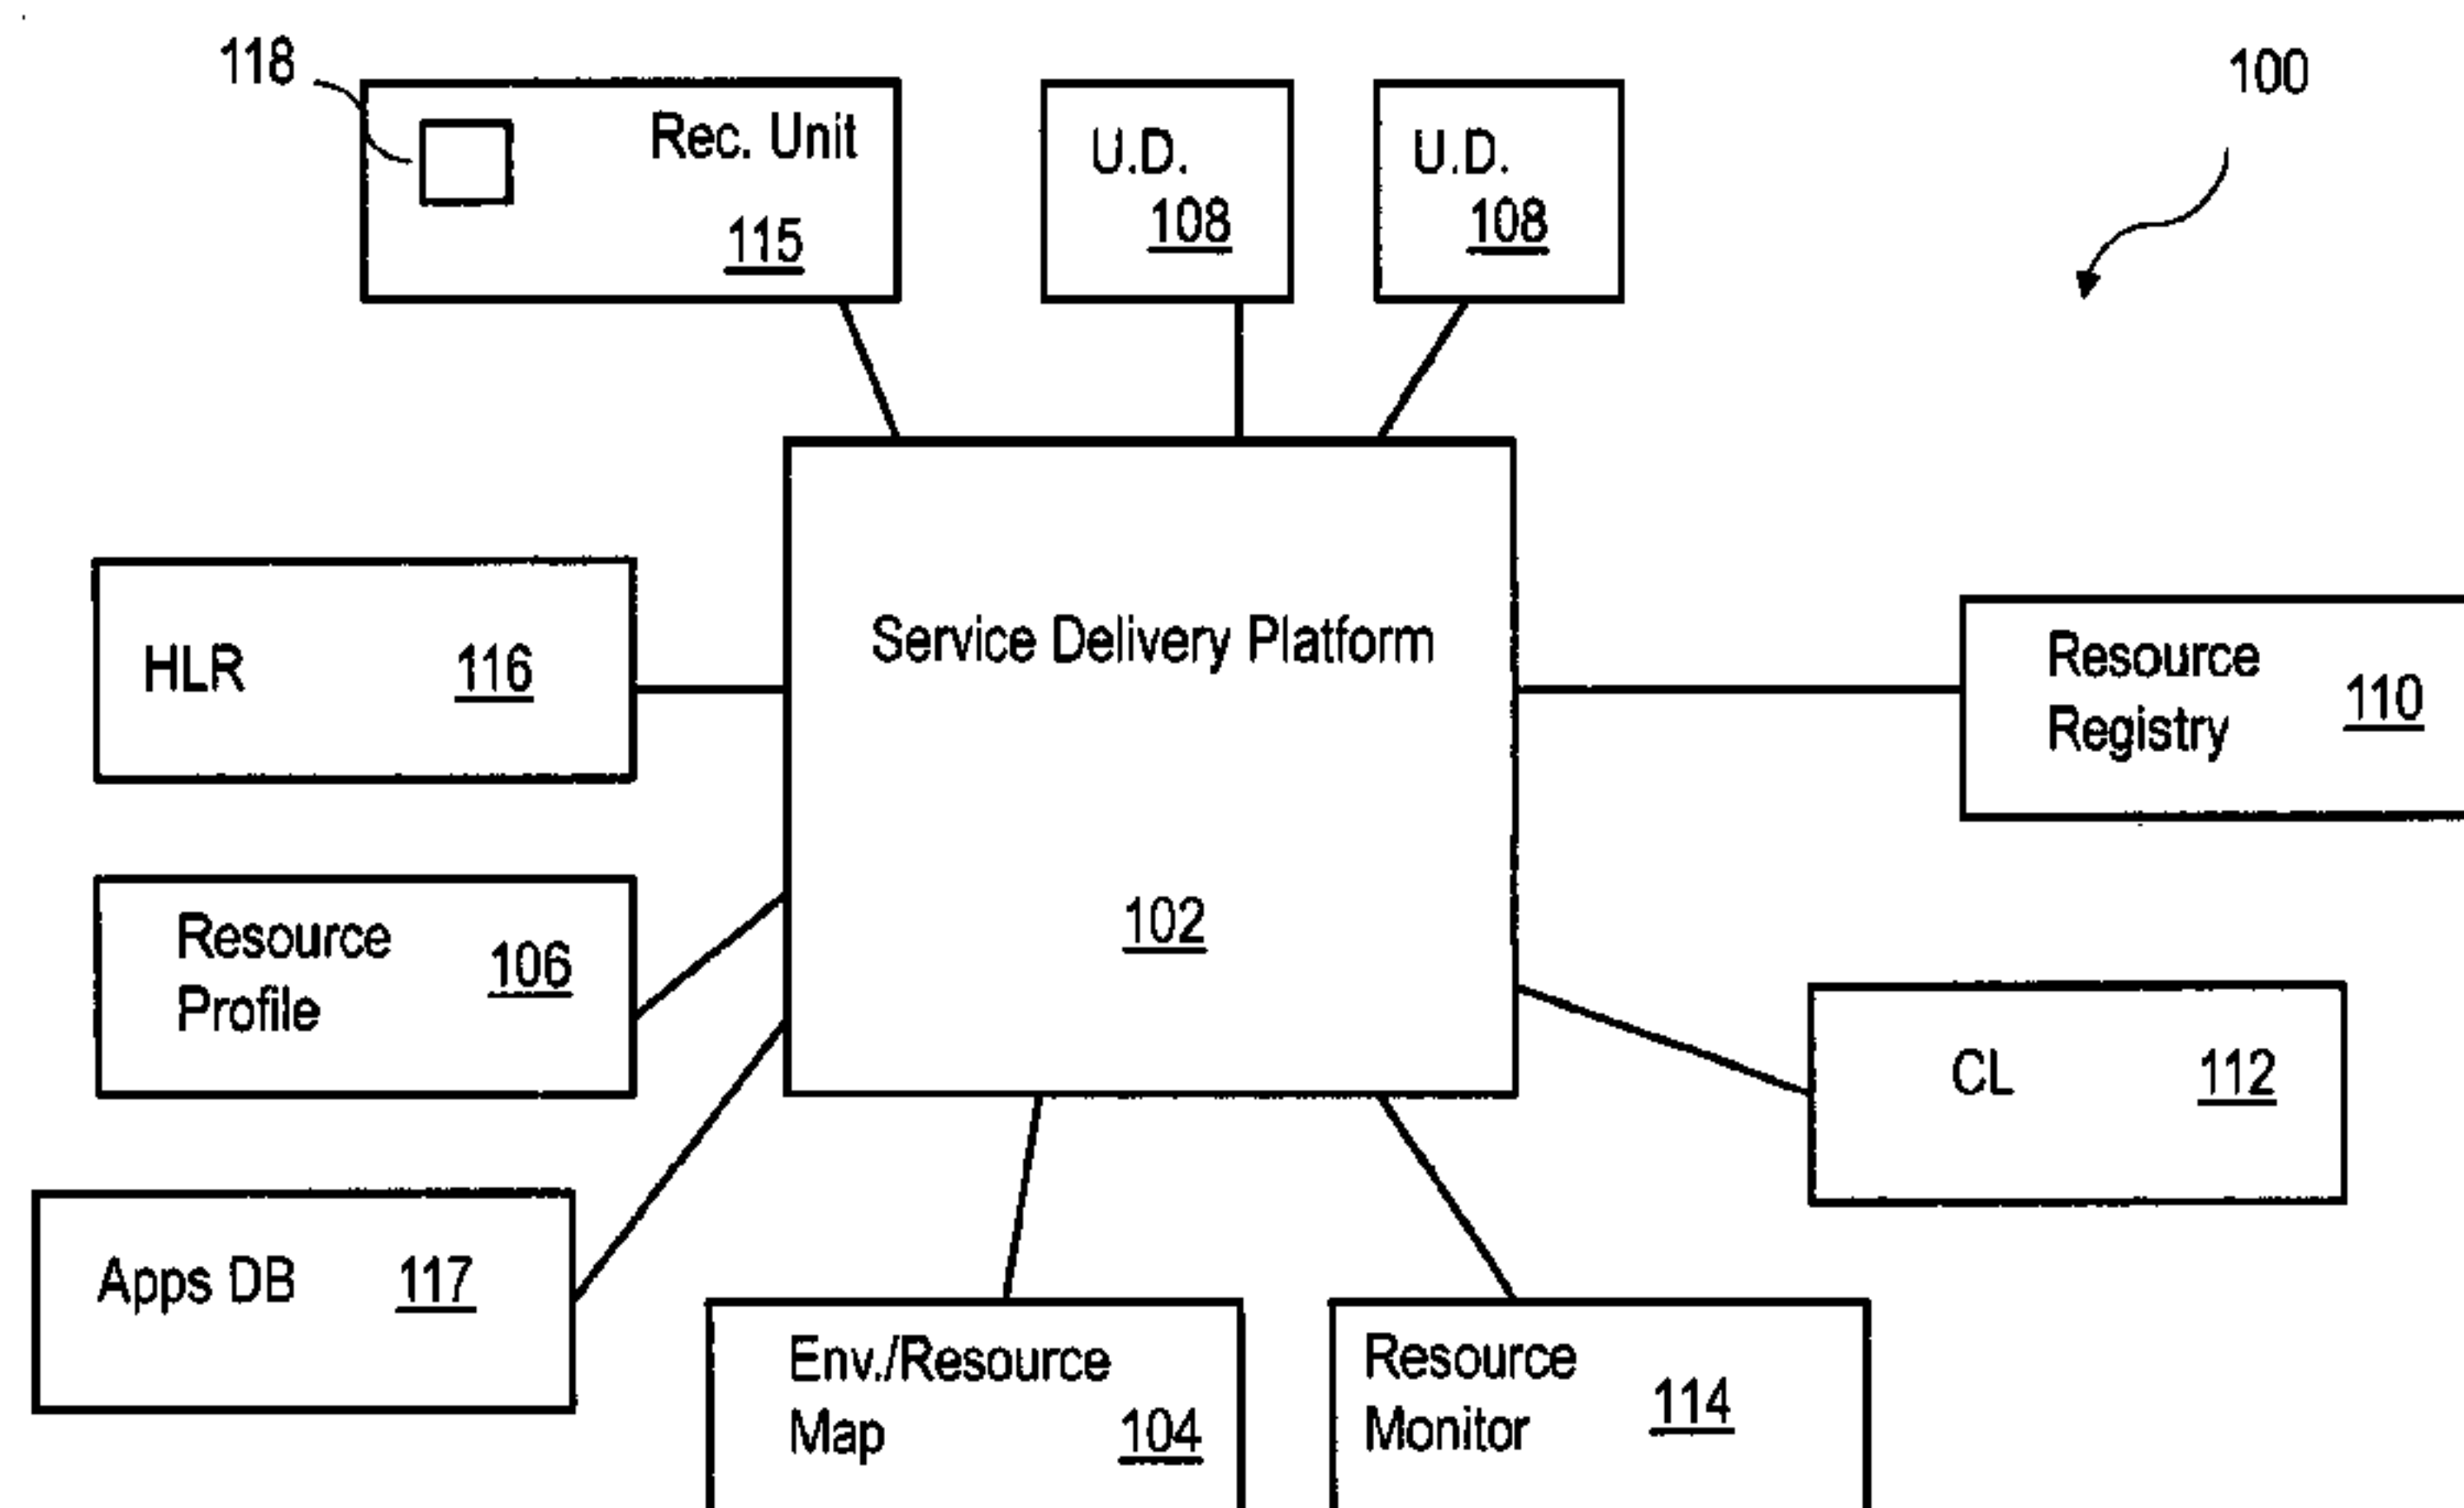 118
100
Rec. Unit
115
U.D.
108
U.D.
108
HLR 116
Service Delivery Platform
102
Resource
Registry
110
Resource
Profile
106
CL 112
Apps DB 117
Env./Resource
Map 104
Resource
Monitor
114